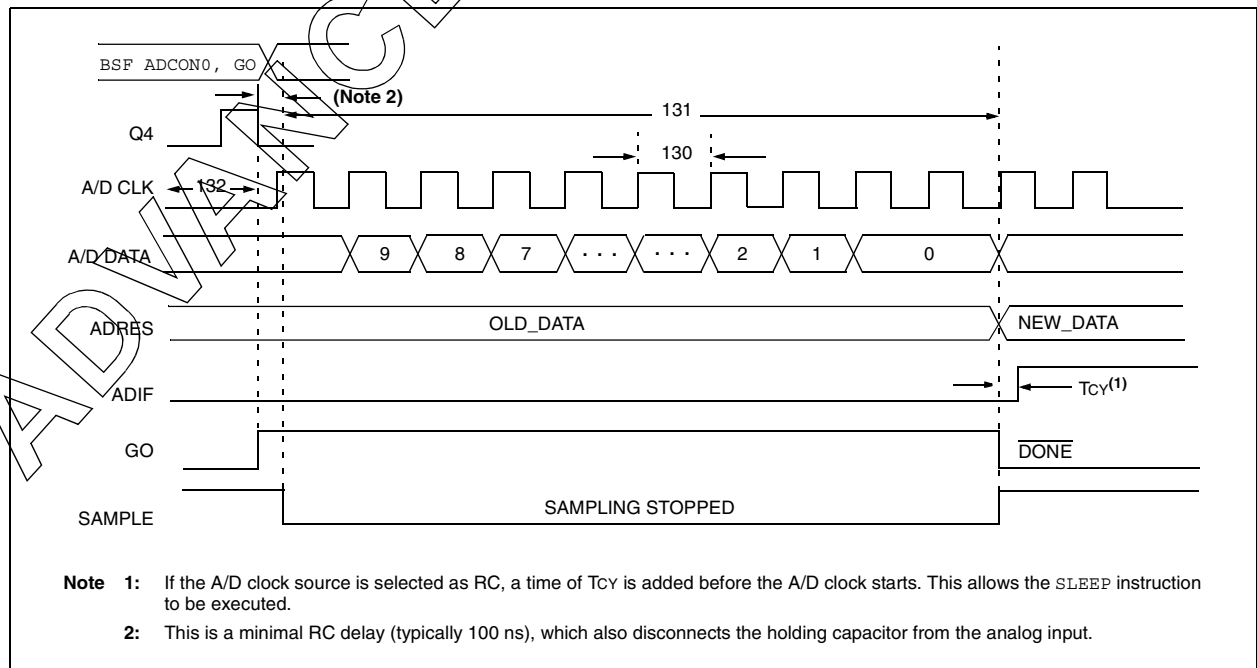 BSF ADCON0, GO
(Note 2)
131
Q4
130
A/D CLK
132
A/D DATA
9 8 7 . . . . . . 2 1 0
ADRES
OLD_DATA
NEW_DATA
ADIF
TCY(1)
GO
DONE
SAMPLE
SAMPLING STOPPED
Note 1: If the A/D clock source is selected as RC, a time of TCY is added before the A/D clock starts. This allows the SLEEP instruction
to be executed.
2: This is a minimal RC delay (typically 100 ns), which also disconnects the holding capacitor from the analog input.
ADVANCE